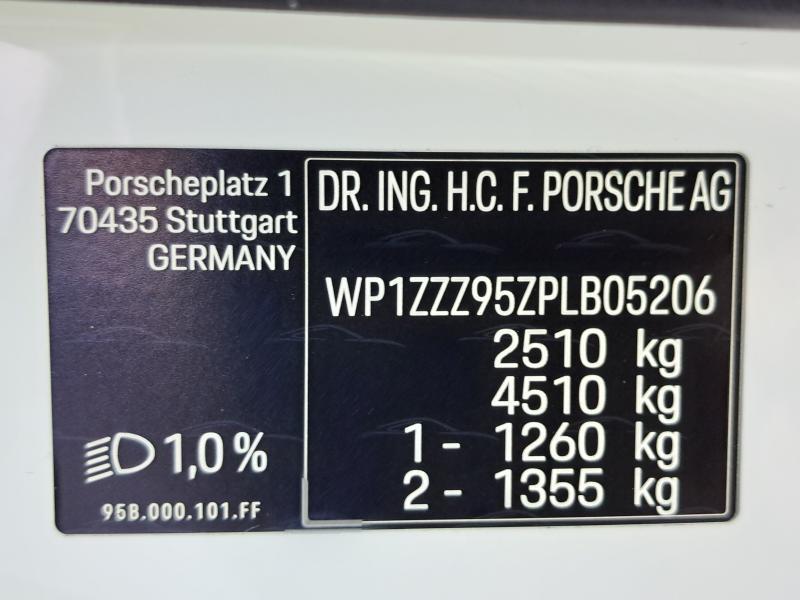 Porscheplatz 1
70435 Stuttgart
GERMANY
1,0 %
95B.000.101.FF
DR. ING. H.C. F. PORSCHE AG
WP1ZZZ95ZPLB05206
2510 kg
4510 kg
1 - 1260 kg
2 - 1355 kg